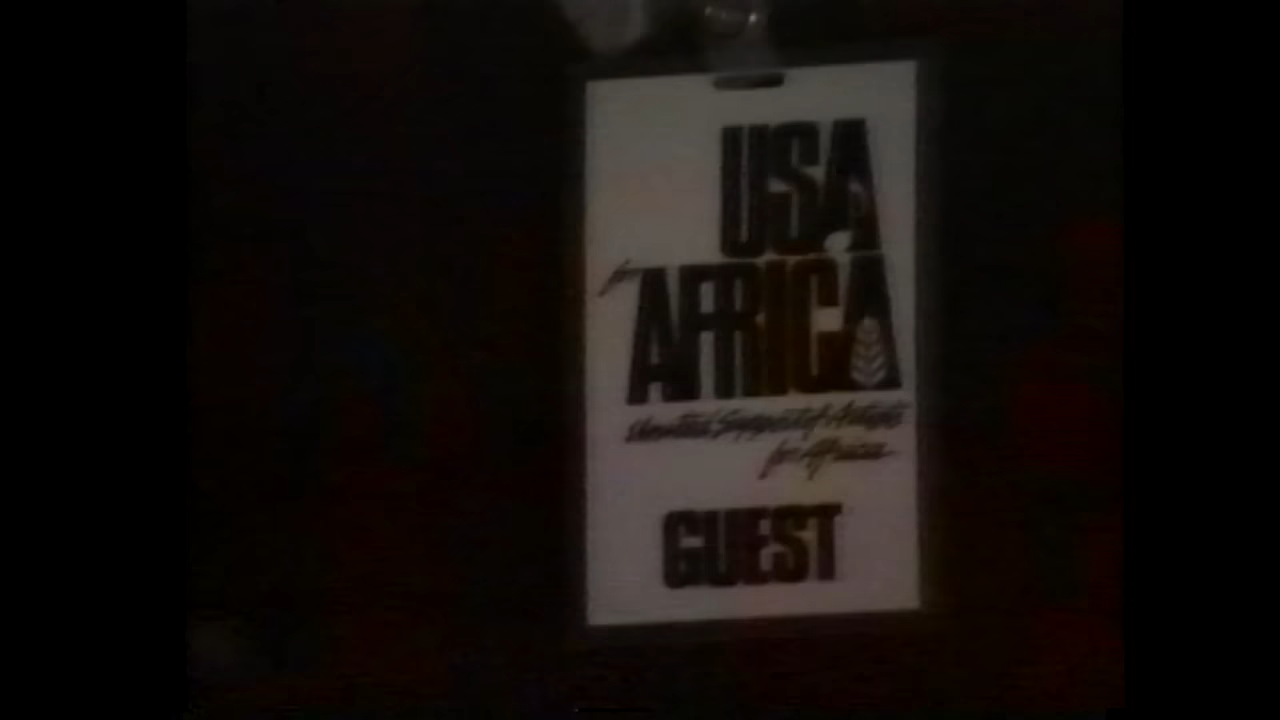 USA
for
AFRICA
United Support of Artists
for Africa
GUEST